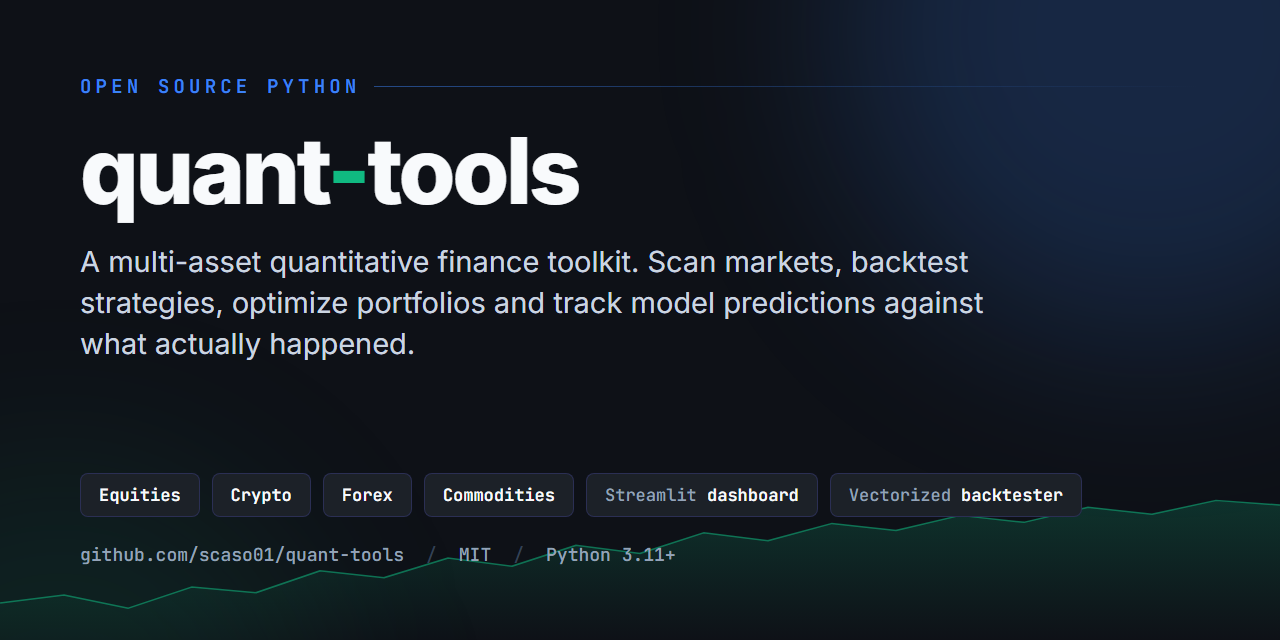 OPEN SOURCE PYTHON
quant-tools
A multi-asset quantitative finance toolkit. Scan markets, backtest
strategies, optimize portfolios and track model predictions against
what actually happened.
Equities Crypto Forex Commodities Streamlit dashboard Vectorized backtester
github.com/scaso01/quant-tools / MIT / Python 3.11+